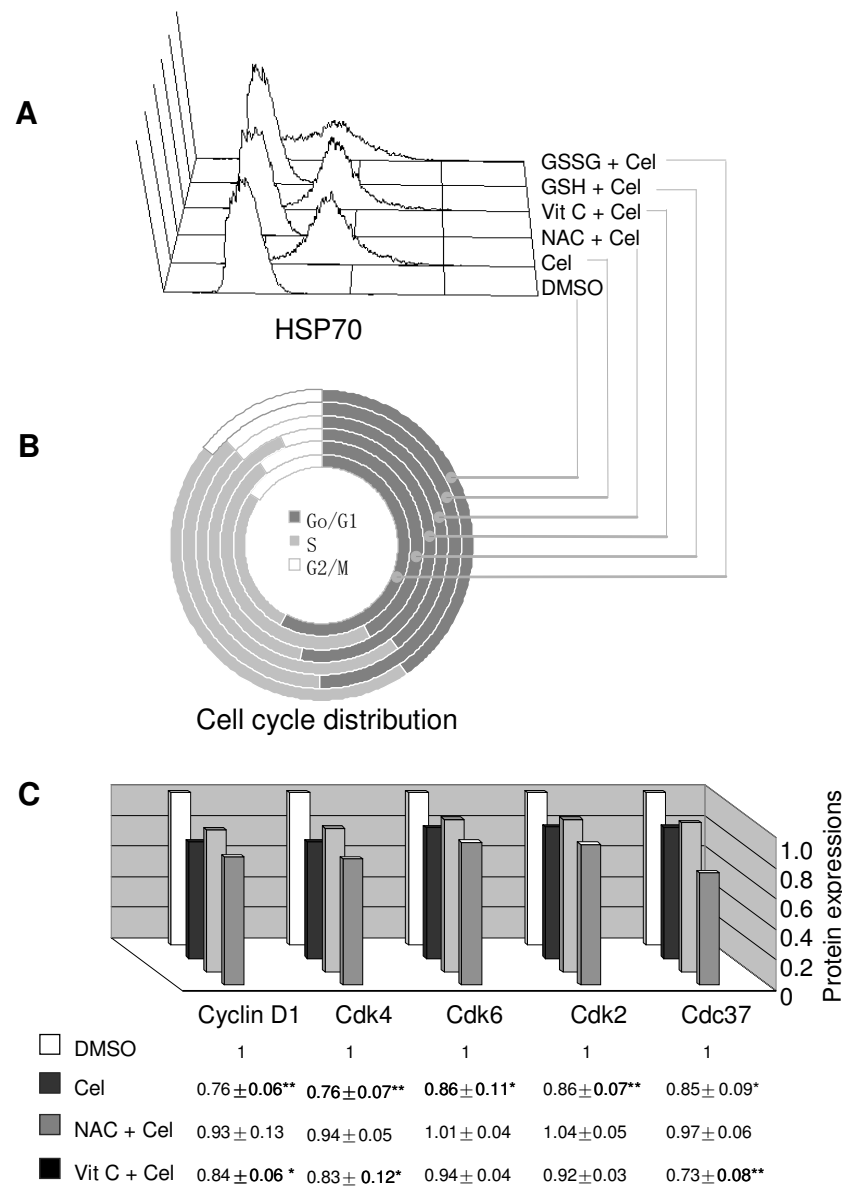 A
GSSG + Cel
GSH + Cel
Vit C + Cel
NAC + Cel
Cel
DMSO
HSP70
B
Go/G1
S
G2/M
Cell cycle distribution
C
1.0
0.8
0.6
0.4
0.2
0
Protein expressions
Cyclin D1 Cdk4 Cdk6 Cdk2 Cdc37
DMSO 1 1 1 1 1
Cel 0.76±0.06** 0.76±0.07** 0.86±0.11* 0.86±0.07** 0.85±0.09*
NAC + Cel 0.93±0.13 0.94±0.05 1.01±0.04 1.04±0.05 0.97±0.06
Vit C + Cel 0.84±0.06 * 0.83± 0.12* 0.94±0.04 0.92±0.03 0.73±0.08**